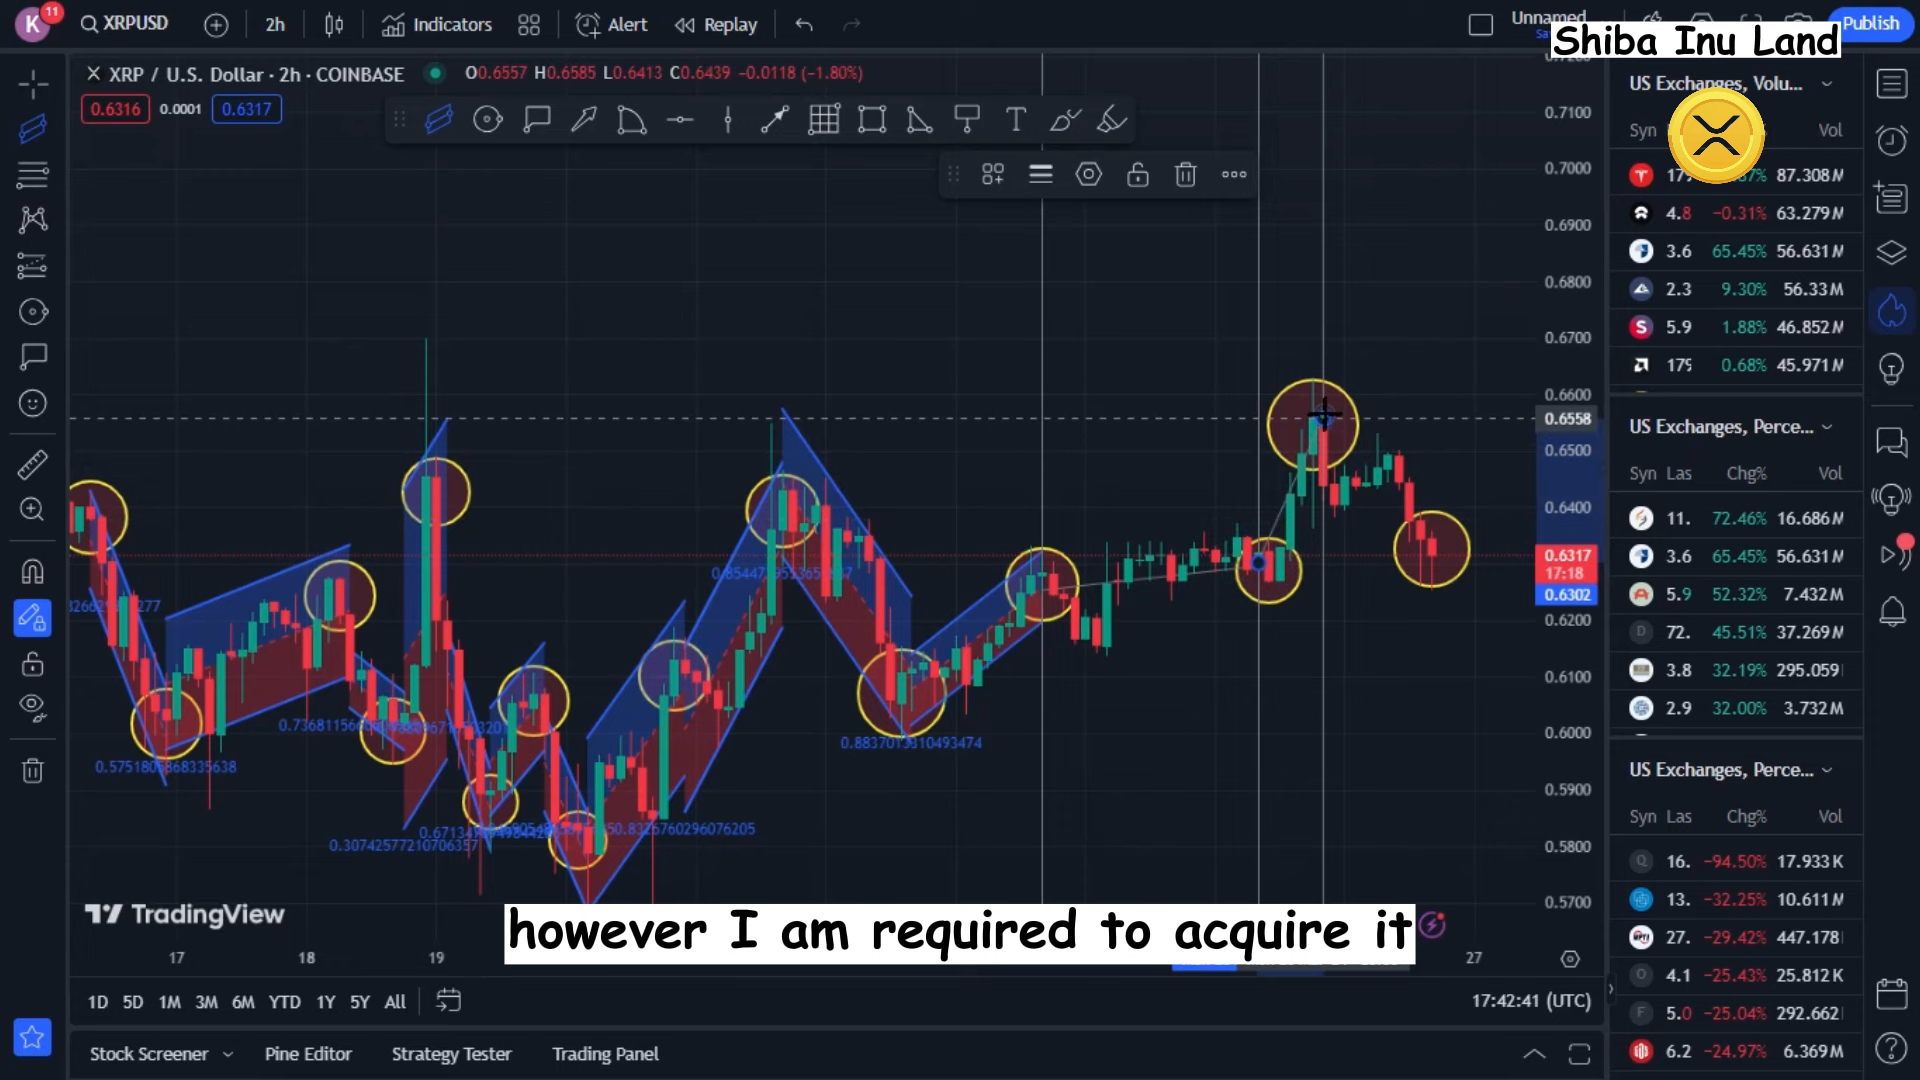 K
11
XRPUSD
2h
Indicators
Alert
Replay
Unnamed
Publish
Shiba Inu Land
XRP / U.S. Dollar · 2h · COINBASE
O0.6557 H0.6585 L0.6413 C0.6439 −0.0118 (−1.80%)
0.6316
0.0001
0.6317
0.7100
0.7000
0.6900
0.6800
0.6700
0.6600
0.6558
0.6500
0.6400
0.6317
17:18
0.6302
0.6200
0.6100
0.6000
0.5900
0.5800
0.5700
0.8837013310493474
TradingView
however I am required to acquire it
17
18
19
27
1D 5D 1M 3M 6M YTD 1Y 5Y All
17:42:41 (UTC)
Stock Screener
Pine Editor
Strategy Tester
Trading Panel
US Exchanges, Volu...
Syn
Vol
87.308M
4.8 −0.31% 63.279M
3.6 65.45% 56.631M
2.3 9.30% 56.33M
5.9 1.88% 46.852M
179 0.68% 45.971M
US Exchanges, Perce...
Syn Las Chg% Vol
11. 72.46% 16.686M
3.6 65.45% 56.631M
5.9 52.32% 7.432M
72. 45.51% 37.269M
3.8 32.19% 295.059
2.9 32.00% 3.732M
US Exchanges, Perce...
Syn Las Chg% Vol
16. −94.50% 17.933K
13. −32.25% 10.611M
27. −29.42% 447.178
4.1 −25.43% 25.812K
5.0 −25.04% 292.662
6.2 −24.97% 6.369M